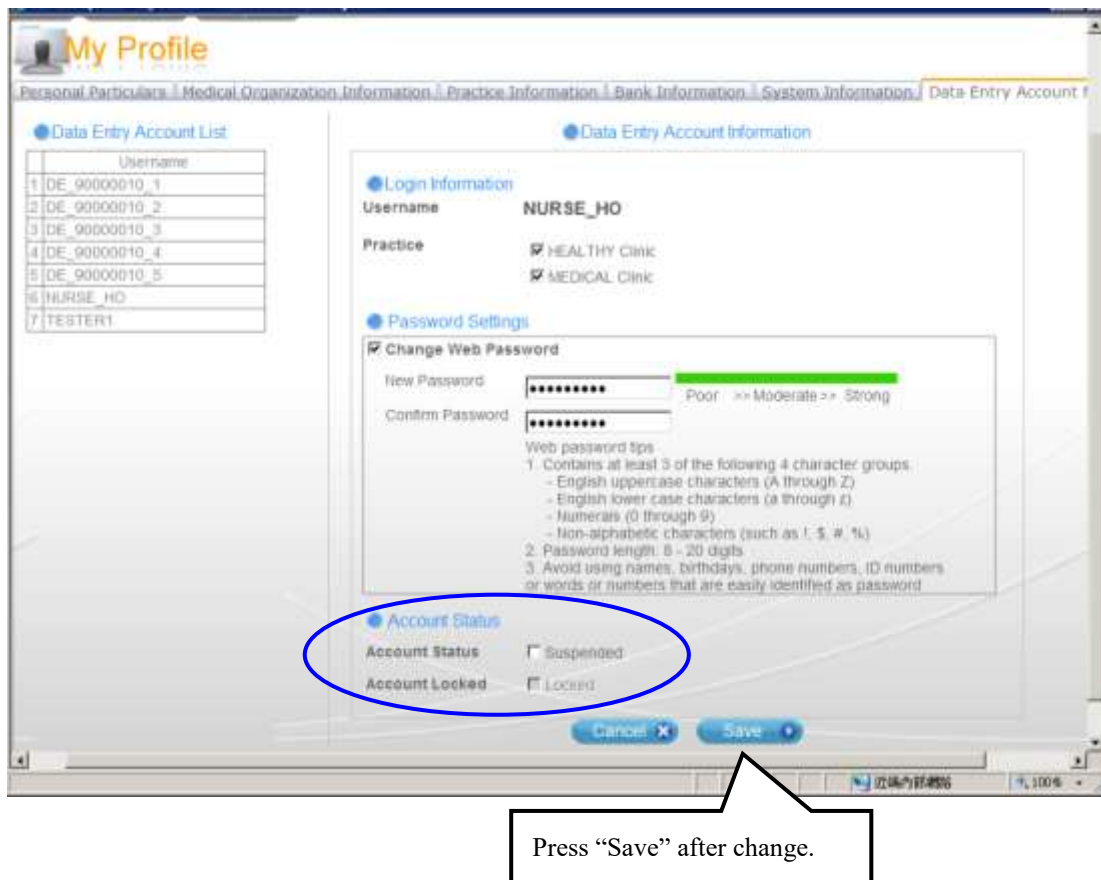 My Profile
Personal Particulars Medical Organization Information Practice Information Bank Information System Information Data Entry Account
Data Entry Account List
Username
1 DE_90000010_1
2 DE_90000010_2
3 DE_90000010_3
4 DE_90000010_4
5 DE_90000010_5
6 NURSE_HO
7 TESTER1
Data Entry Account Information
Login Information
Username NURSE_HO
Practice HEALTHY Clinic
MEDICAL Clinic
Password Settings
Change Web Password
New Password
Poor >> Moderate >> Strong
Confirm Password
Web password tips
1. Contains at least 3 of the following 4 character groups:
- English uppercase characters (A through Z)
- English lower case characters (a through z)
- Numerals (0 through 9)
- Non-alphabetic characters (such as !, $, #, %)
2. Password length: 8 - 20 digits
3. Avoid using names, birthdays, phone numbers, ID numbers
or words or numbers that are easily identified as password
Account Status
Account Status Suspended
Account Locked Locked
Cancel Save
近端內部網路 100%
Press “Save” after change.